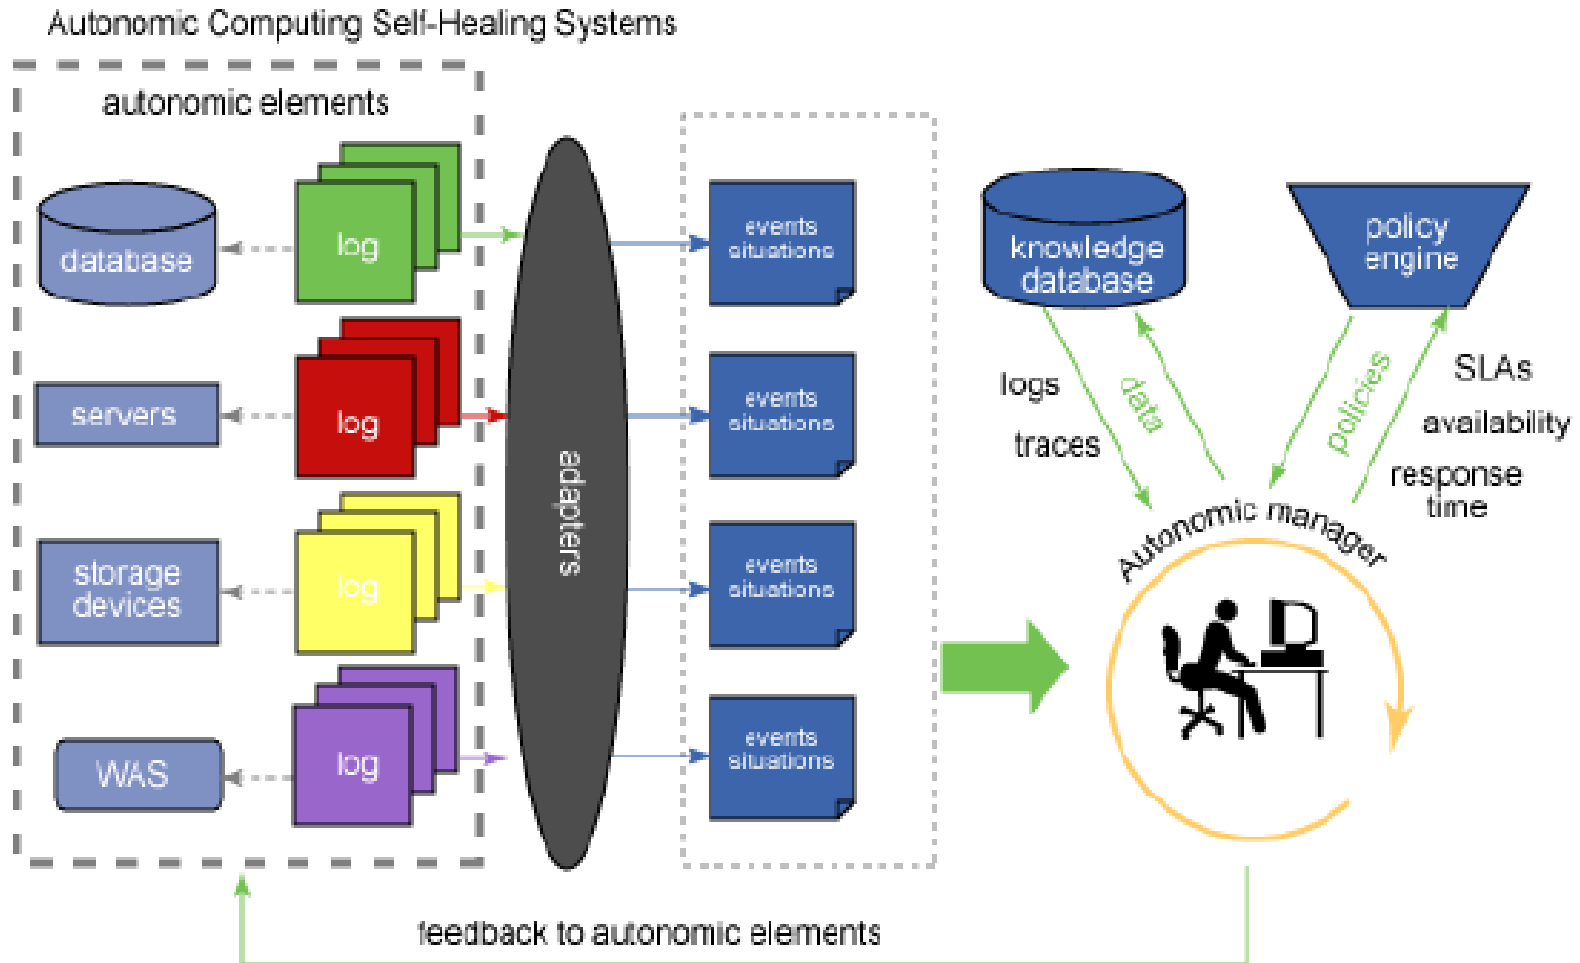 Autonomic Computing Self-Healing Systems
autonomic elements
database
log
servers
log
storage
devices
log
WAS
log
adapters
events
situations
events
situations
events
situations
events
situations
knowledge
database
policy
engine
logs
traces
data
policies
SLAs
availability
response
time
Autonomic manager
feedback to autonomic elements